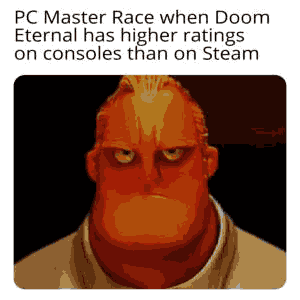 PC Master Race when Doom
Eternal has higher ratings
on consoles than on Steam